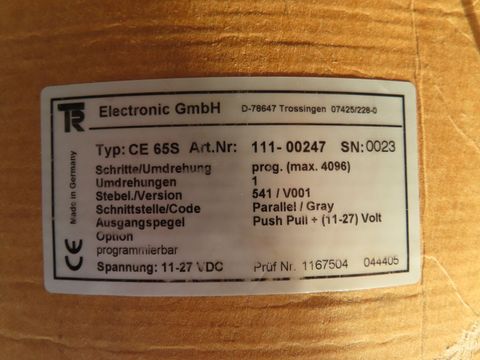 TR Electronic GmbH D-78647 Trossingen 07425/228-0
Typ: CE 65S Art.Nr: 111-00247 SN: 0023
Schritte/Umdrehung prog. (max. 4096)
Umdrehungen 1
Stebel./Version 541 / V001
Schnittstelle/Code Parallel / Gray
Ausgangspegel Push Pull + (11-27) Volt
Option
programmierbar
Spannung: 11-27 VDC Prüf Nr. 1167504 044405
Made in Germany
CE